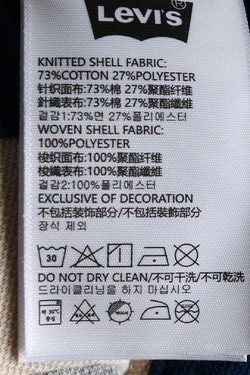 Levi's ®
KNITTED SHELL FABRIC:
73%COTTON 27%POLYESTER
针织面布:73%棉 27%聚酯纤维
針織麵布:73%棉 27%聚酯纖維
겉감1:73%면 27%폴리에스터
WOVEN SHELL FABRIC:
100%POLYESTER
梭织面布:100%聚酯纤维
梭織麵布:100%聚酯纖維
겉감2:100%폴리에스터
EXCLUSIVE OF DECORATION
不包括装饰部分/不包括裝飾部分
장식 제외
30
DO NOT DRY CLEAN/不可干洗/不可乾洗
드라이클리닝을 하지 마십시오